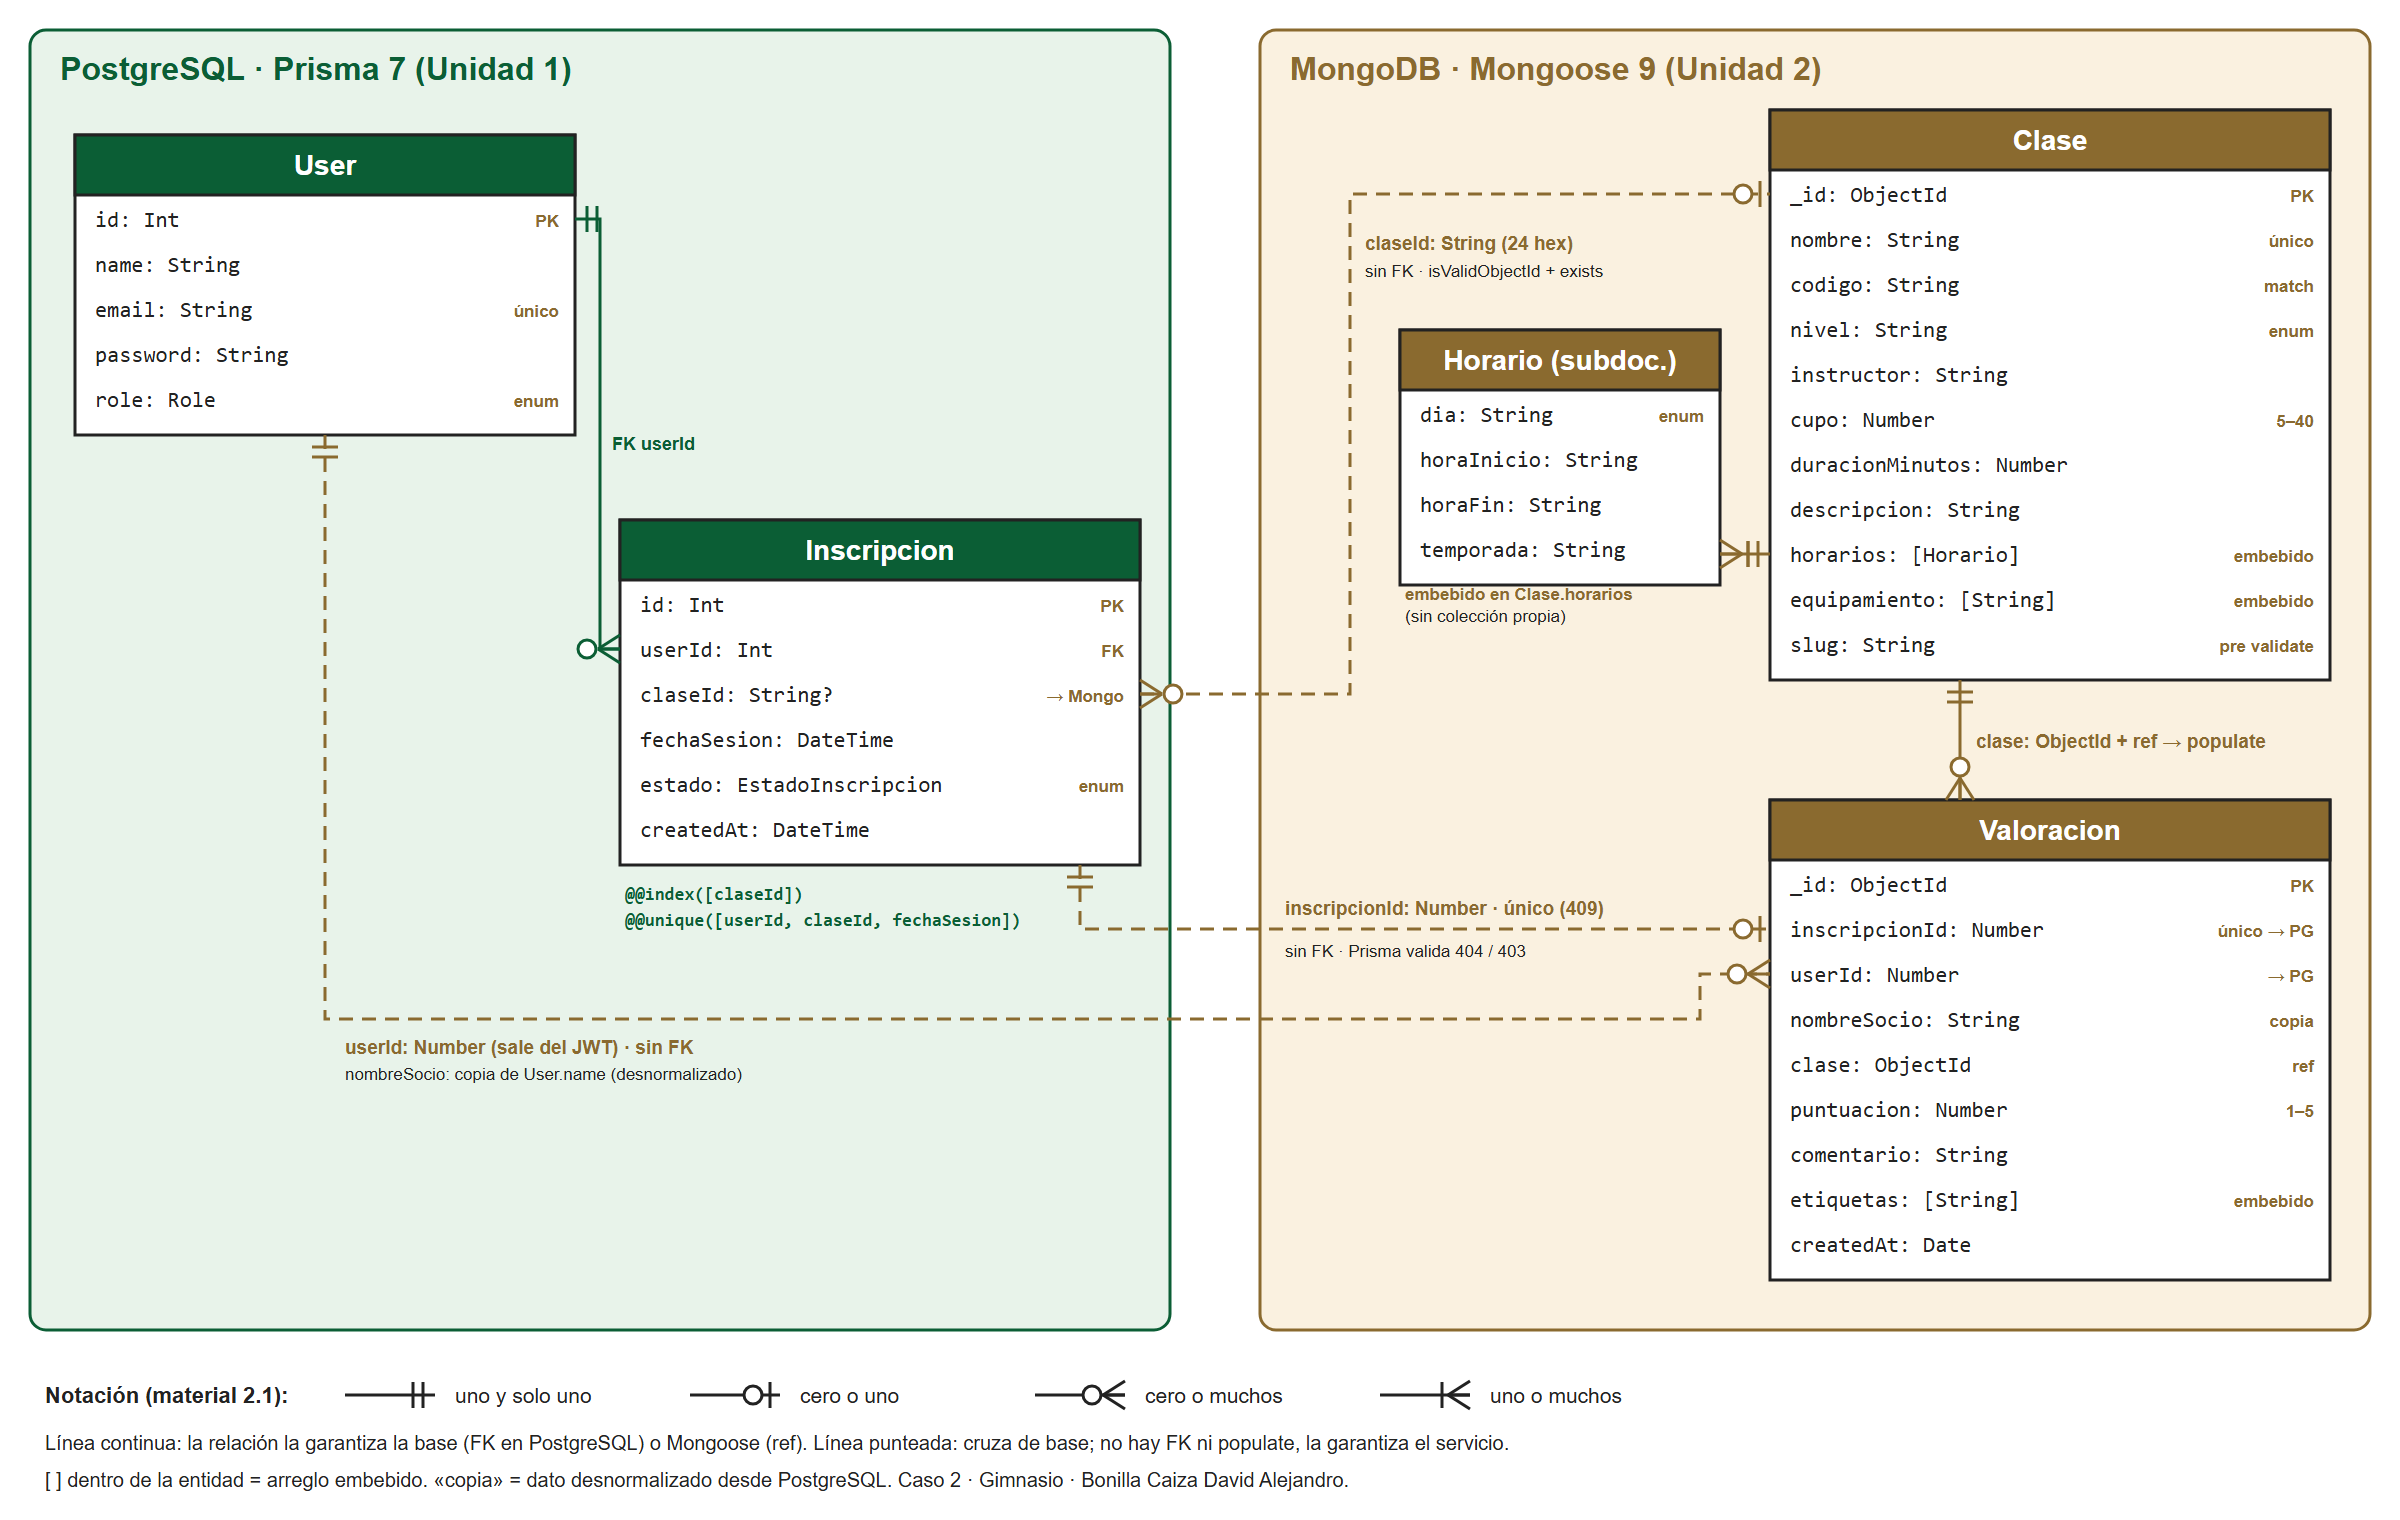 PostgreSQL · Prisma 7 (Unidad 1)
User
id: Int PK
name: String
email: String único
password: String
role: Role enum
FK userId
Inscripcion
id: Int PK
userId: Int FK
claseId: String? → Mongo
fechaSesion: DateTime
estado: EstadoInscripcion enum
createdAt: DateTime
@@index([claseId])
@@unique([userId, claseId, fechaSesion])
userId: Number (sale del JWT) · sin FK
nombreSocio: copia de User.name (desnormalizado)
MongoDB · Mongoose 9 (Unidad 2)
claseId: String (24 hex)
sin FK · isValidObjectId + exists
Horario (subdoc.)
dia: String enum
horaInicio: String
horaFin: String
temporada: String
embebido en Clase.horarios
(sin colección propia)
Clase
_id: ObjectId PK
nombre: String único
codigo: String match
nivel: String enum
instructor: String
cupo: Number 5–40
duracionMinutos: Number
descripcion: String
horarios: [Horario] embebido
equipamiento: [String] embebido
slug: String pre validate
clase: ObjectId + ref → populate
inscripcionId: Number · único (409)
sin FK · Prisma valida 404 / 403
Valoracion
_id: ObjectId PK
inscripcionId: Number único → PG
userId: Number → PG
nombreSocio: String copia
clase: ObjectId ref
puntuacion: Number 1–5
comentario: String
etiquetas: [String] embebido
createdAt: Date
Notación (material 2.1): uno y solo uno cero o uno cero o muchos uno o muchos
Línea continua: la relación la garantiza la base (FK en PostgreSQL) o Mongoose (ref). Línea punteada: cruza de base; no hay FK ni populate, la garantiza el servicio.
[ ] dentro de la entidad = arreglo embebido. «copia» = dato desnormalizado desde PostgreSQL. Caso 2 · Gimnasio · Bonilla Caiza David Alejandro.